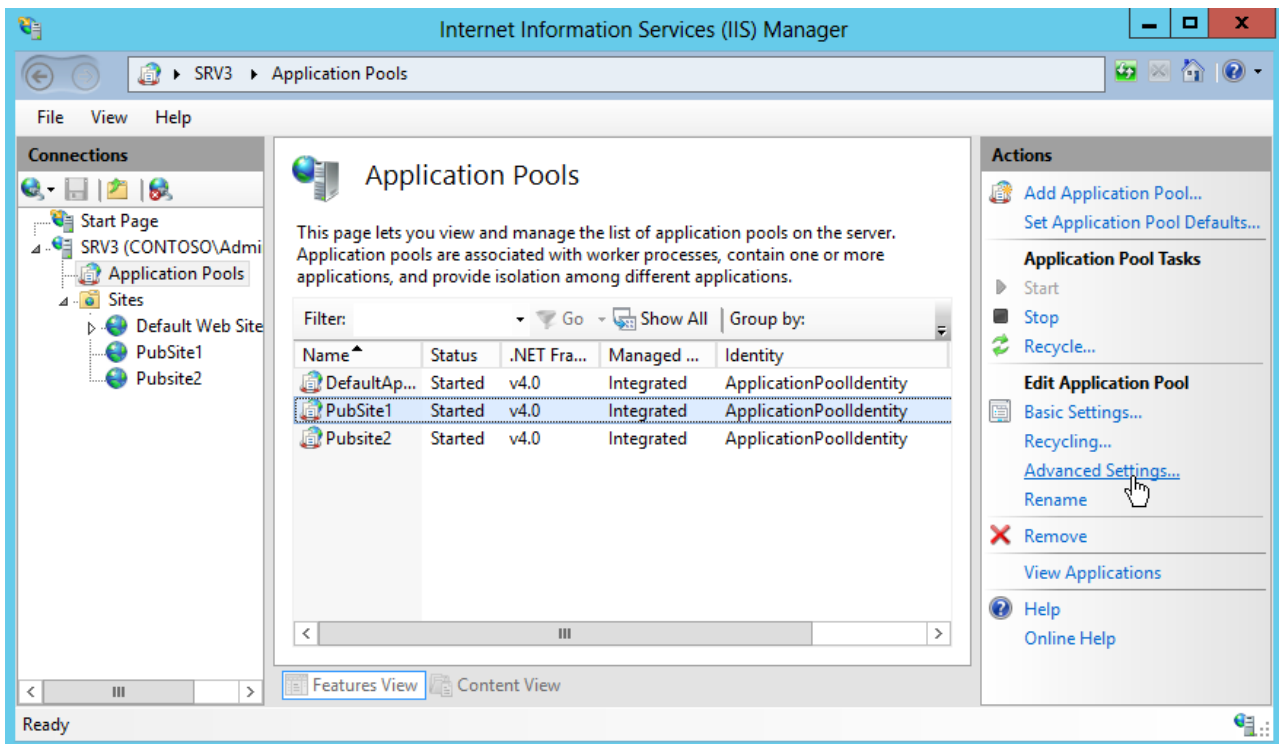 Internet Information Services (IIS) Manager
SRV3 Application Pools
File View Help
Connections
Start Page
SRV3 (CONTOSO\Admi
Application Pools
Sites
Default Web Site
PubSite1
Pubsite2
Application Pools
This page lets you view and manage the list of application pools on the server.
Application pools are associated with worker processes, contain one or more
applications, and provide isolation among different applications.
Filter: Go Show All Group by:
Name Status .NET Fra... Managed ... Identity
DefaultAp... Started v4.0 Integrated ApplicationPoolIdentity
PubSite1 Started v4.0 Integrated ApplicationPoolIdentity
Pubsite2 Started v4.0 Integrated ApplicationPoolIdentity
Features View Content View
Actions
Add Application Pool...
Set Application Pool Defaults...
Application Pool Tasks
Start
Stop
Recycle...
Edit Application Pool
Basic Settings...
Recycling...
Advanced Settings...
Rename
Remove
View Applications
Help
Online Help
Ready